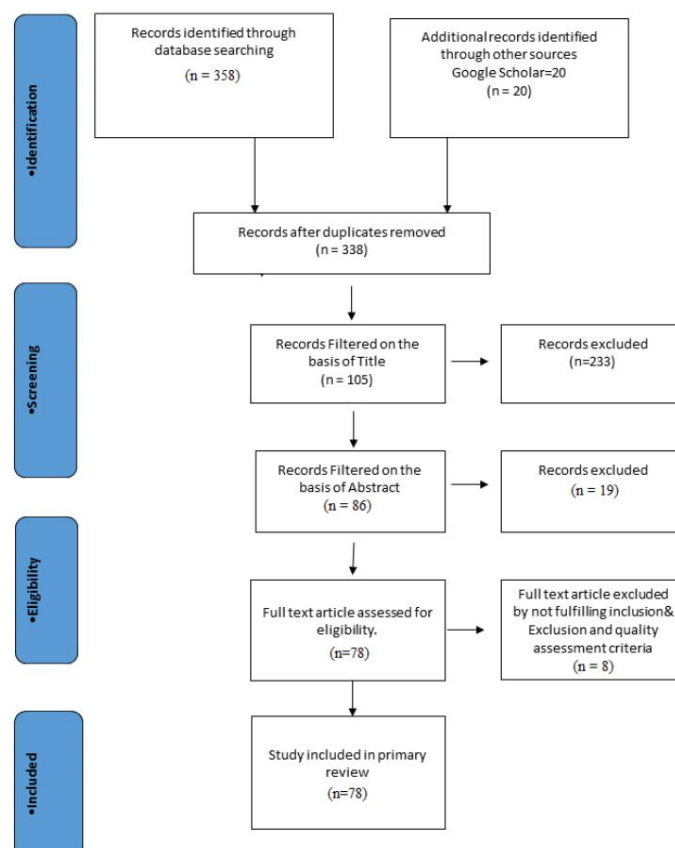 •Identification
Records identified through
database searching
(n = 358)
Additional records identified
through other sources
Google Scholar=20
(n = 20)
Records after duplicates removed
(n = 338)
•Screening
Records Filtered on the
basis of Title
(n = 105)
Records excluded
(n=233)
Records Filtered on the
basis of Abstract
(n = 86)
Records excluded
(n = 19)
•Eligibility
Full text article assessed for
eligibility.
(n=78)
Full text article excluded
by not fulfilling inclusion&
Exclusion and quality
assessment criteria
(n = 8)
•Included
Study included in primary
review
(n=78)